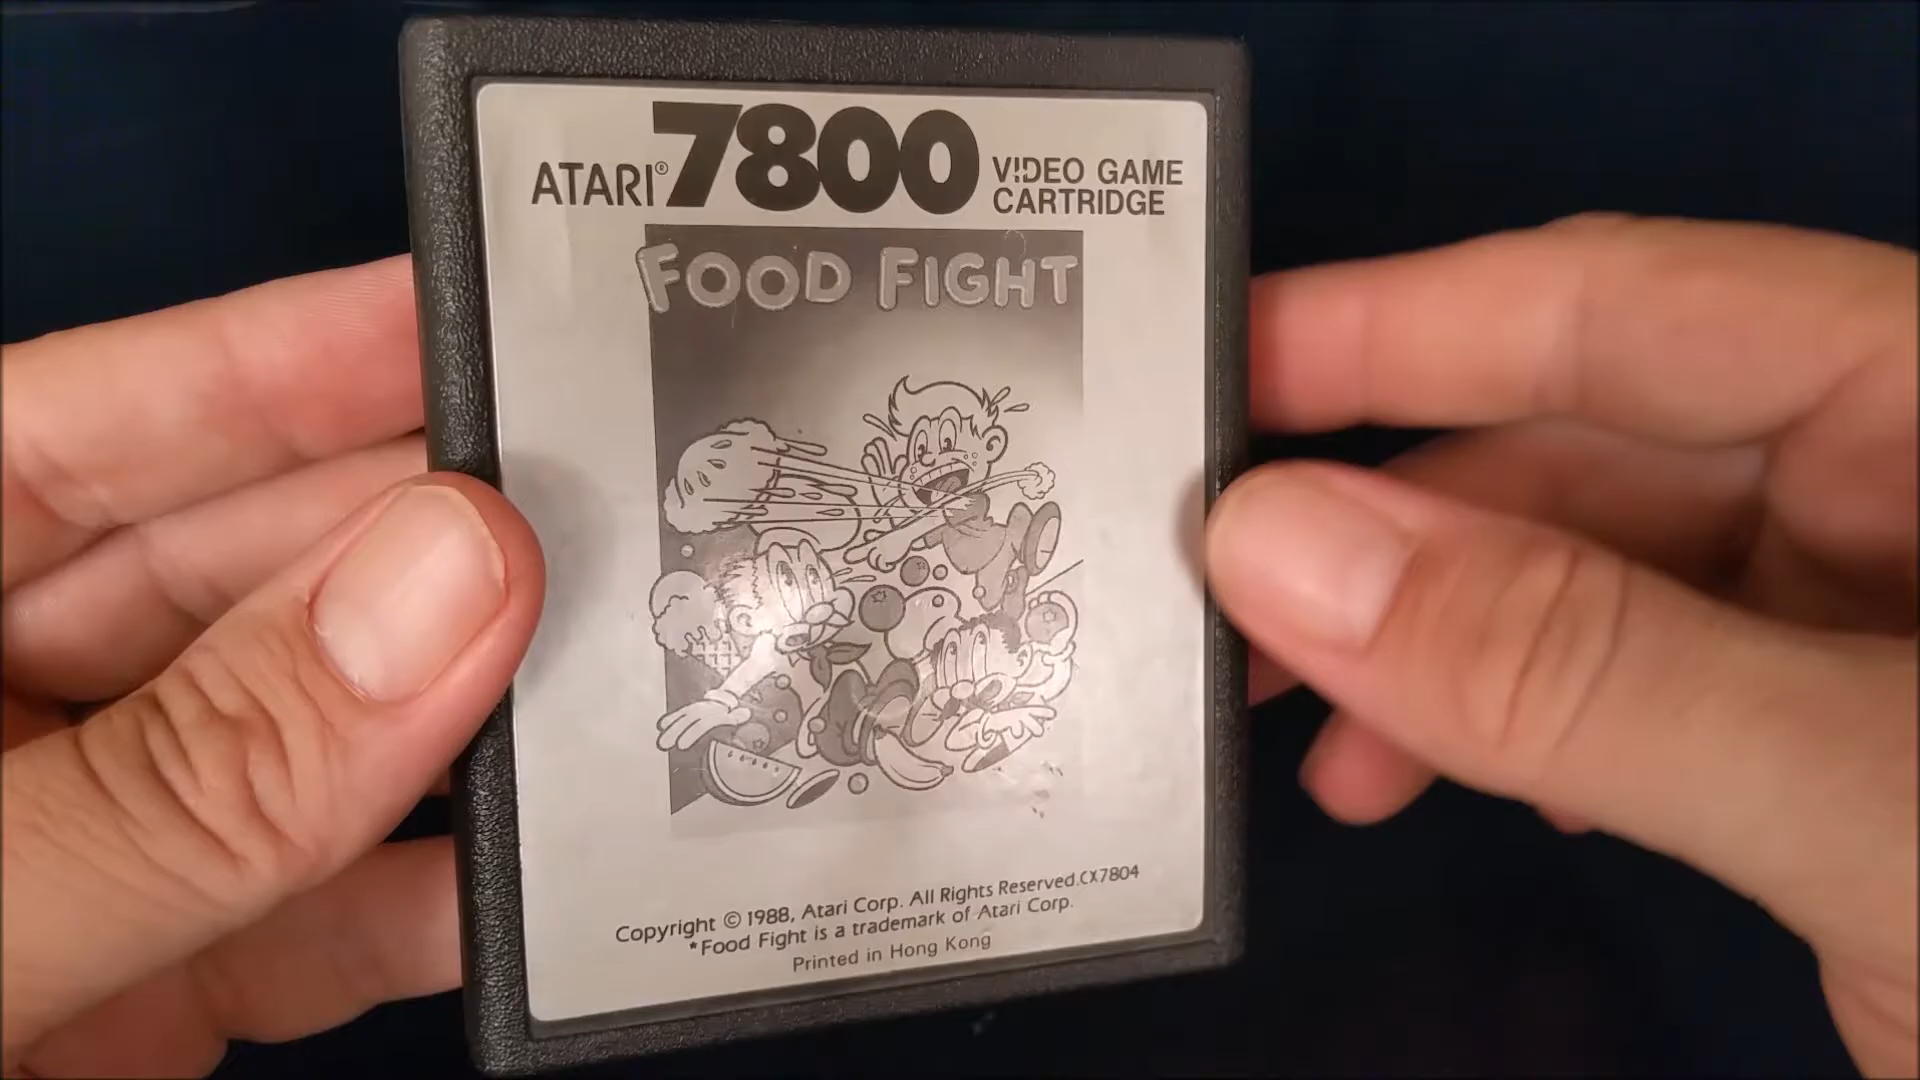 ATARI® 7800 VIDEO GAME
CARTRIDGE
FOOD FIGHT
Copyright © 1988, Atari Corp. All Rights Reserved.CX7804
*Food Fight is a trademark of Atari Corp.
Printed in Hong Kong